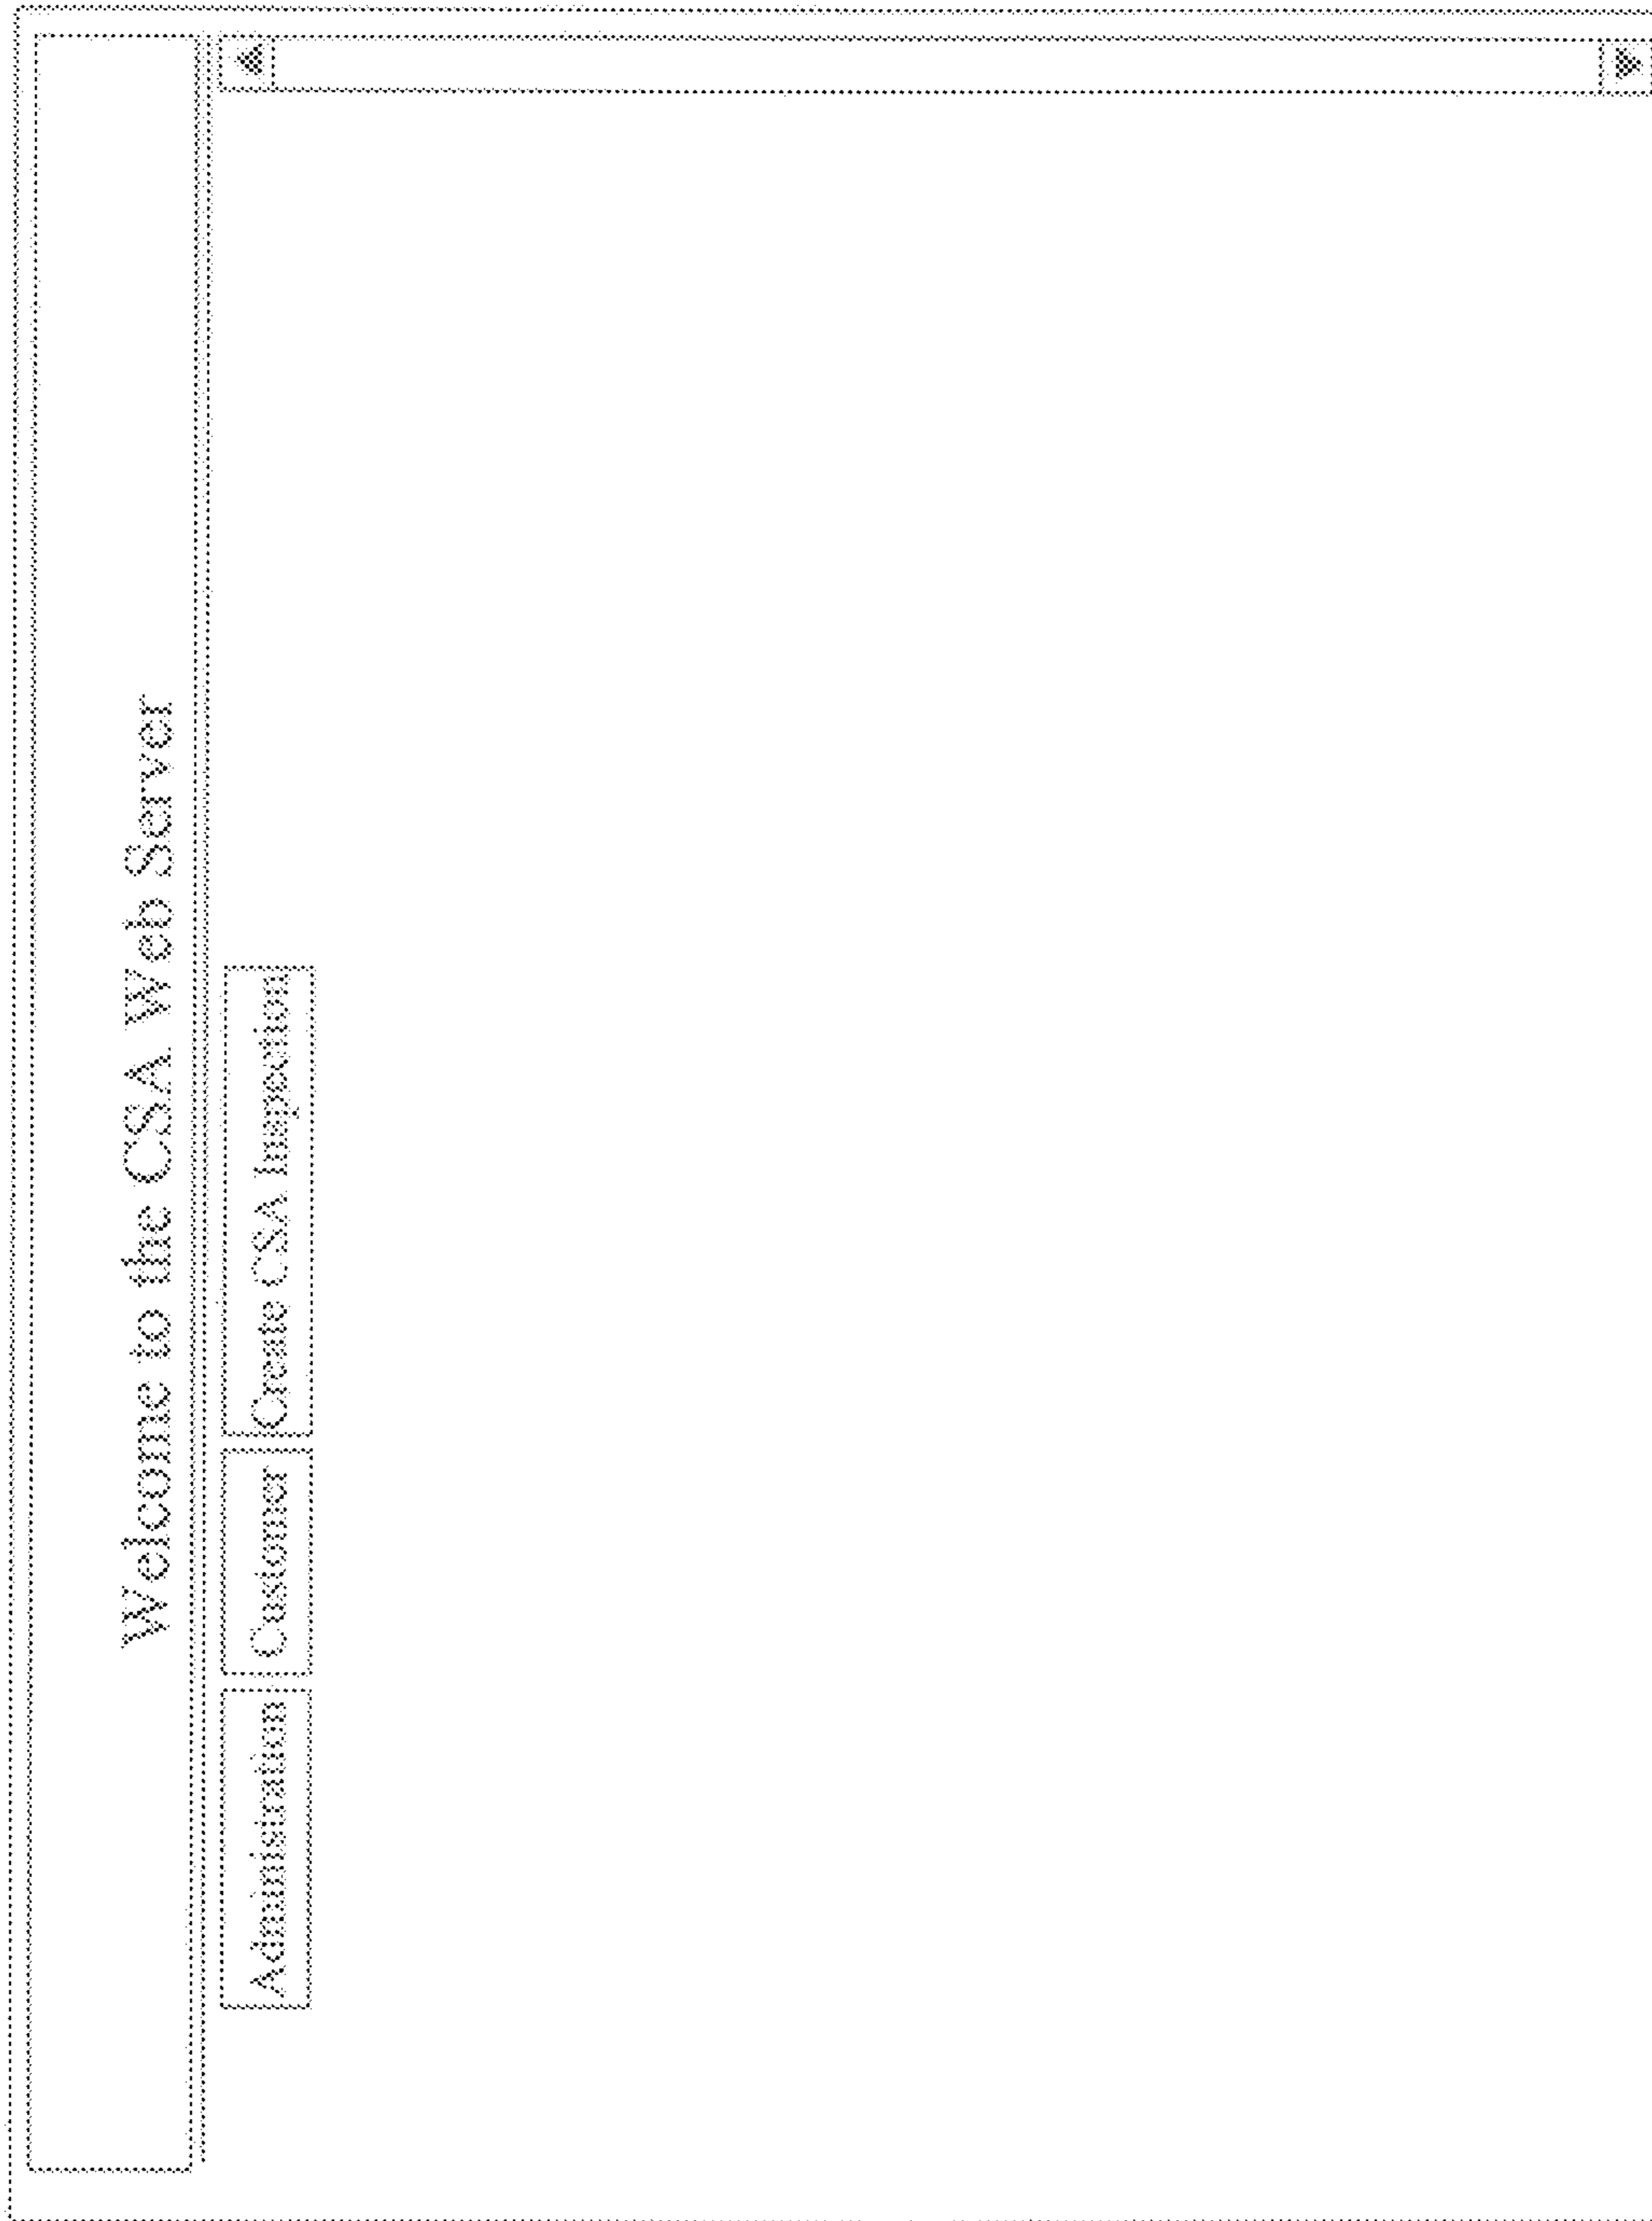 Welcome to the CSA Web Server
Administration Customer Create CSA Inspection